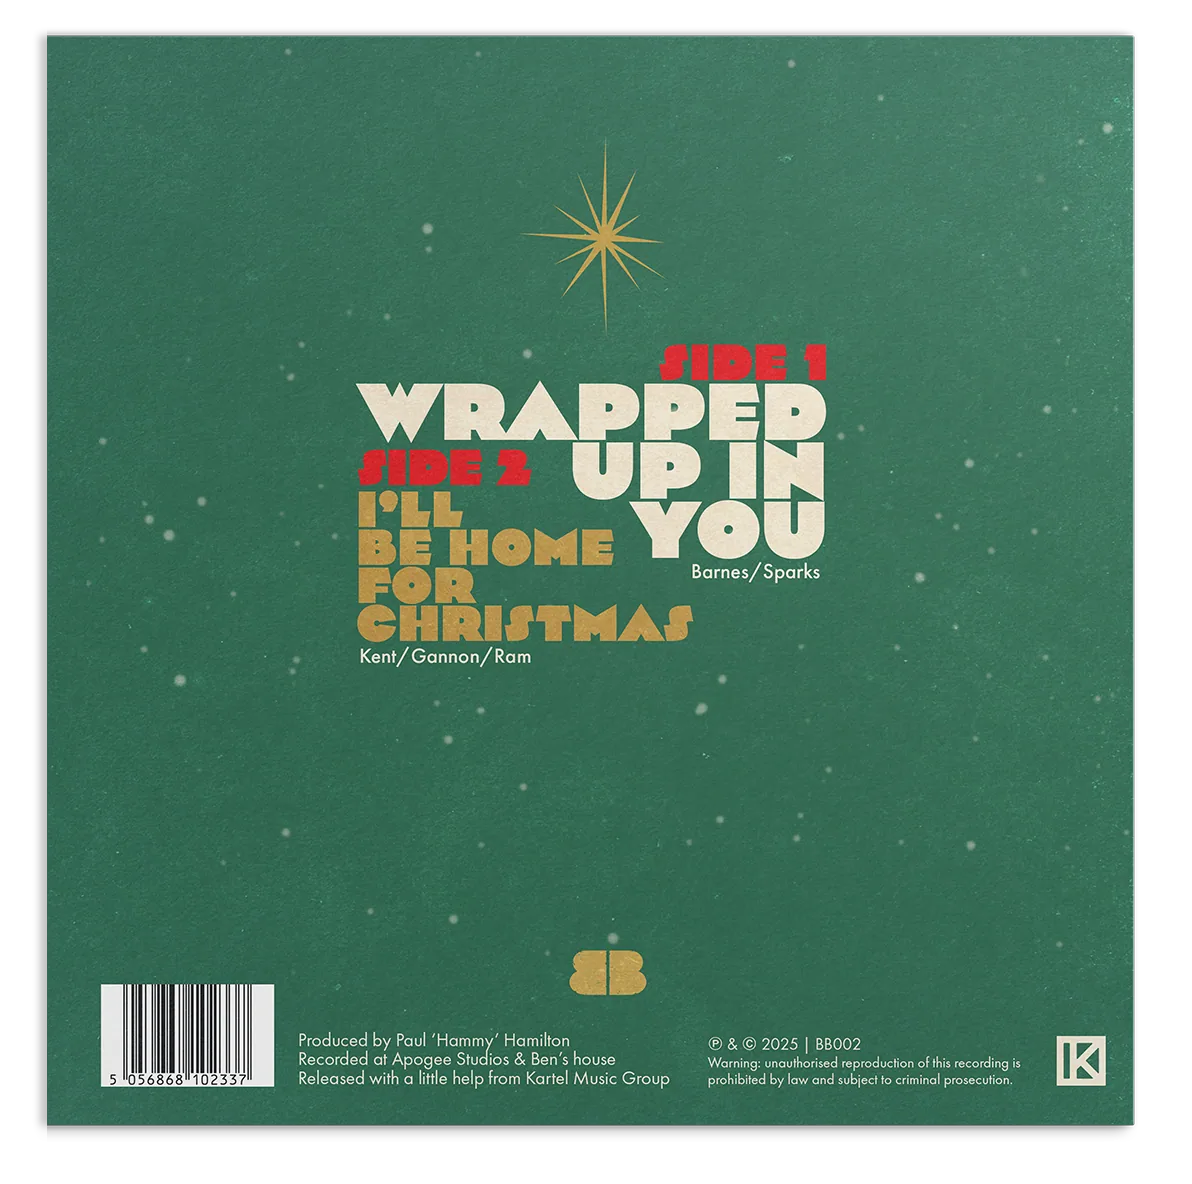 SIDE 1
WRAPPED
UP IN
YOU
Barnes/Sparks
SIDE 2
I'LL
BE HOME
FOR
CHRISTMAS
Kent/Gannon/Ram
BB
5 056868 102337
Produced by Paul ‘Hammy’ Hamilton
Recorded at Apogee Studios & Ben's house
Released with a little help from Kartel Music Group
℗ & © 2025 | BB002
Warning: unauthorised reproduction of this recording is
prohibited by law and subject to criminal prosecution.
K